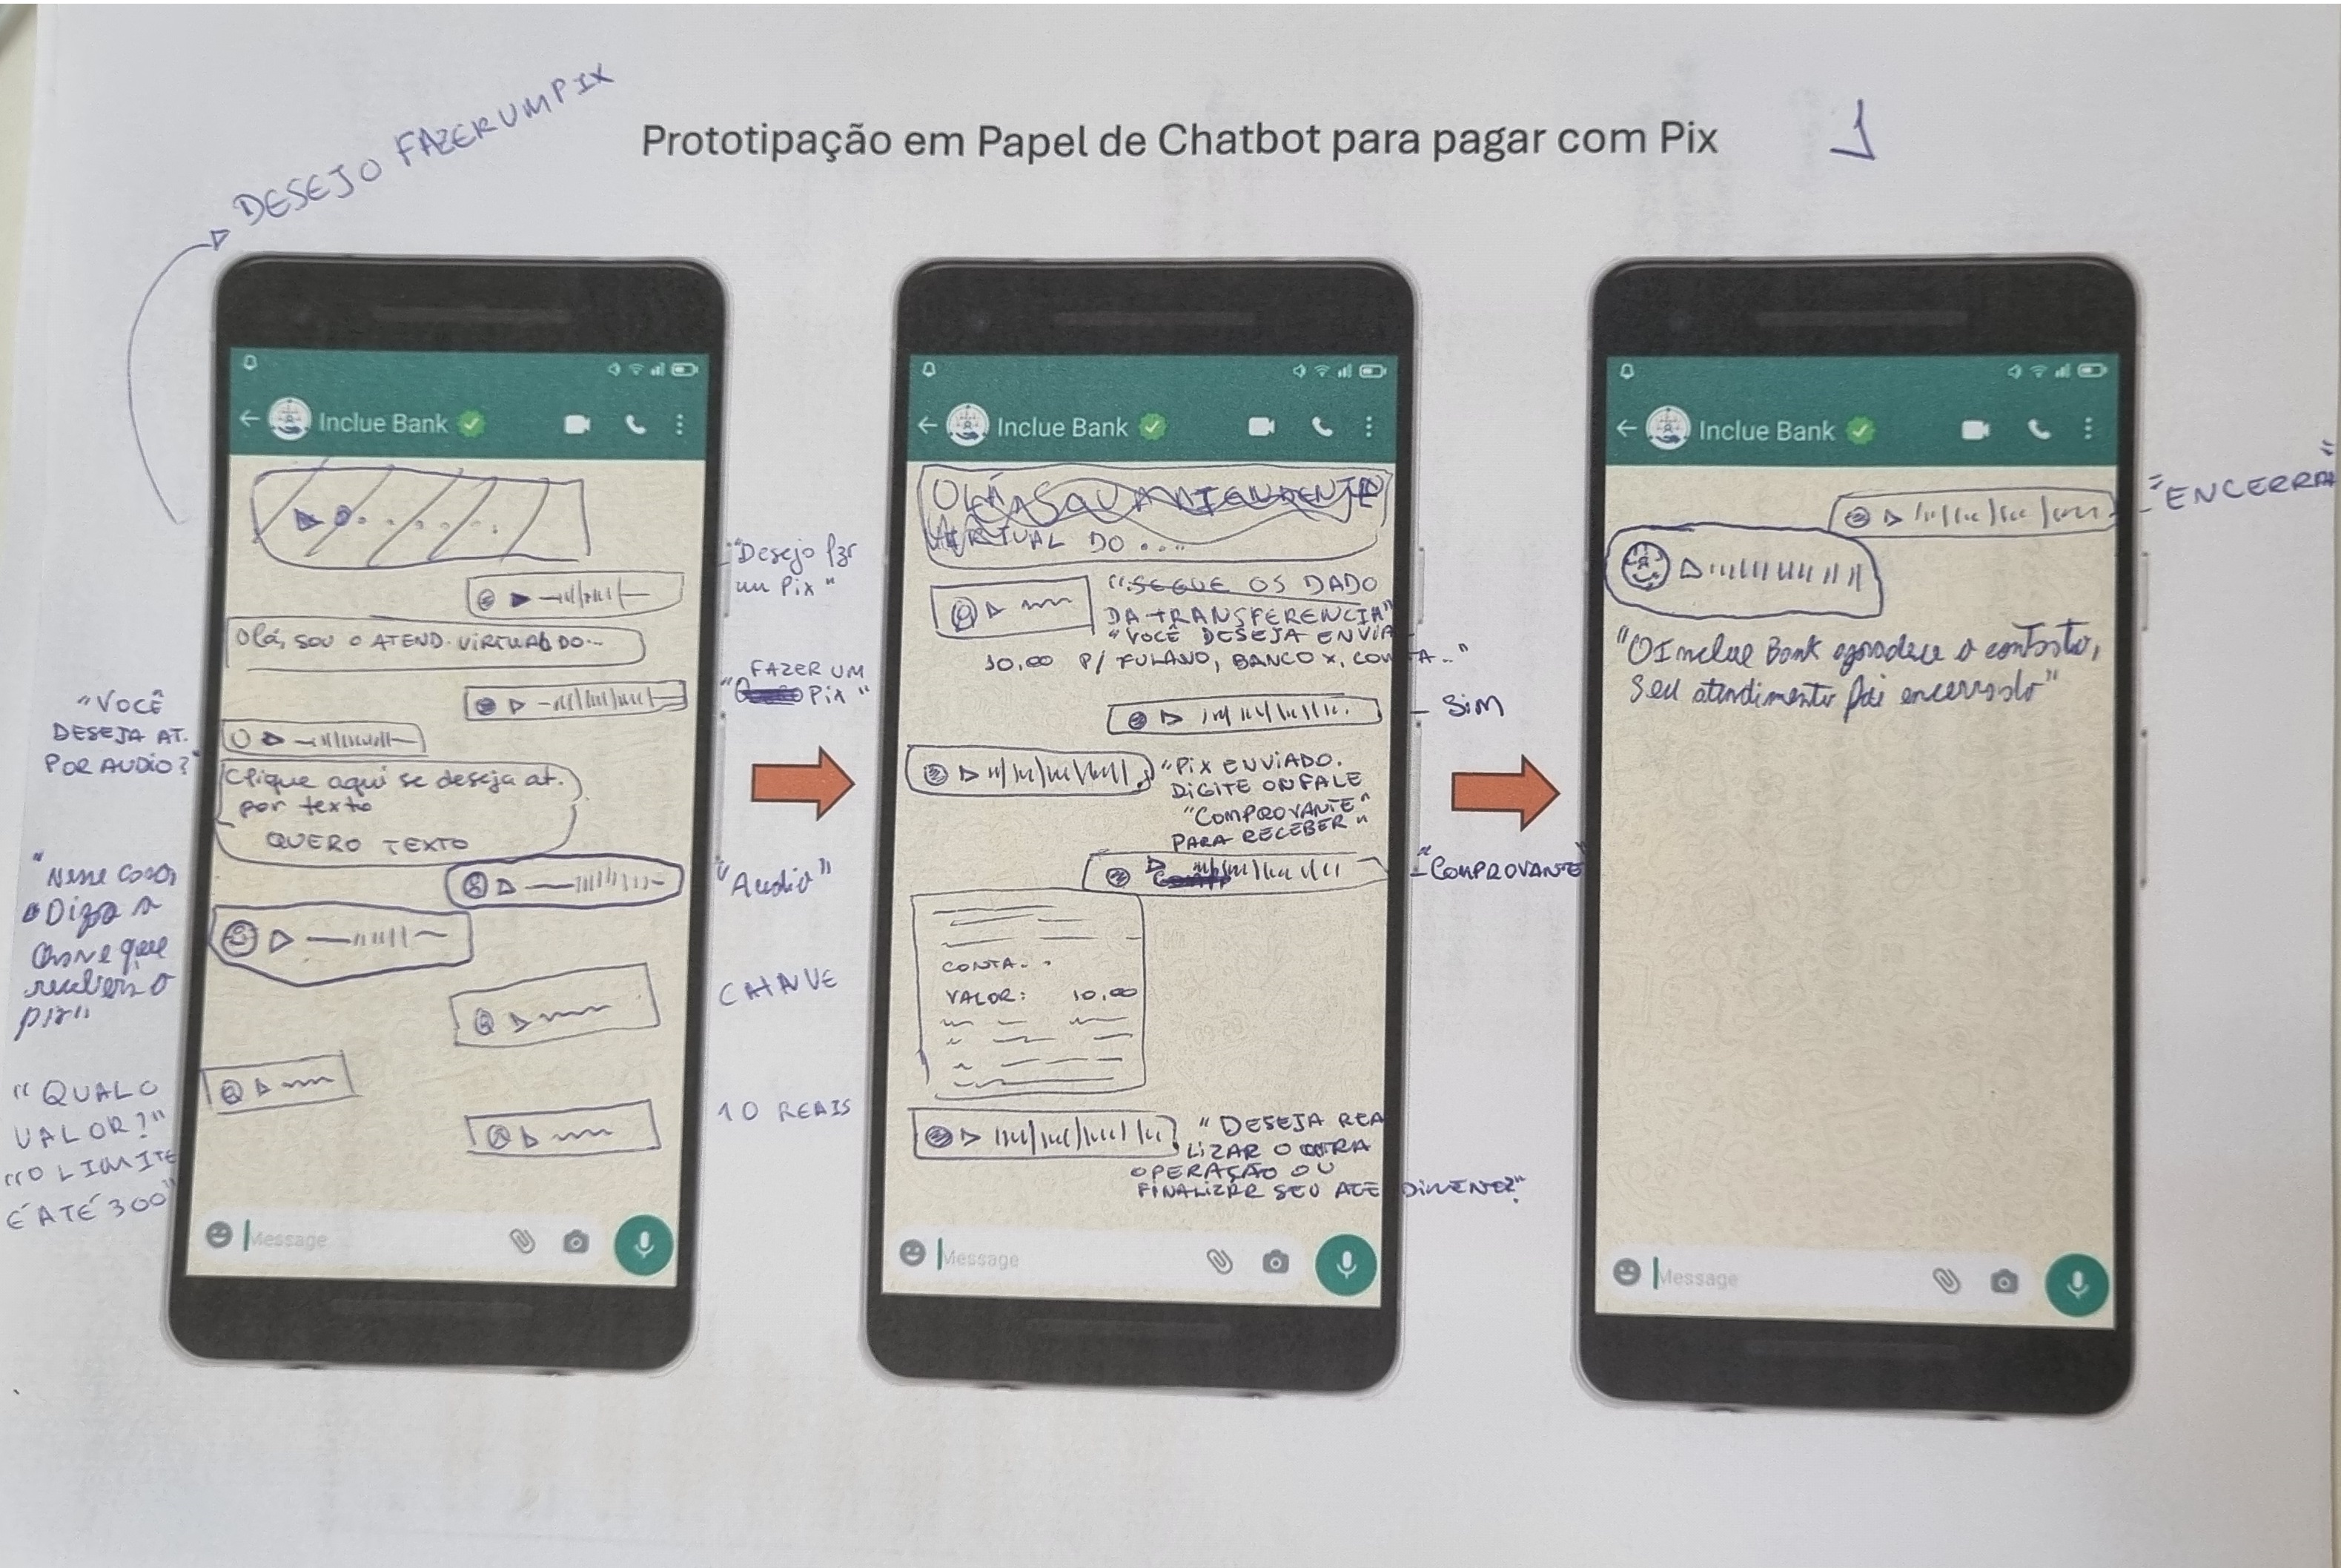 DESEJO FAZER UM PIX
Prototipação em Papel de Chatbot para pagar com Pix
1
Inclue Bank
"Desejo
um Pix"
Olá, sou o ATEND. VIRTUAL DO...
FAZER UM
" PIX "
"VOCÊ
DESEJA AT.
POR AUDIO?"
Clique aqui se deseja at.
por texto
QUERO TEXTO
"Audio"
"Nesse caso,
Diga a
chave que
receberá o
pix"
CHAVE
"QUAL O
VALOR?"
"O LIMITE
É ATÉ 300"
10 REAIS
Message
Inclue Bank
OLÁ SOU ATENDENTE
VIRTUAL DO ....
"SEGUE OS DADO
DA TRANSFERENCIA"
"VOCÊ DESEJA ENVIA
10,00 P/ FULANO, BANCO X, CONTA..."
SIM
"PIX ENVIADO.
DIGITE OU FALE
"COMPROVANTE"
PARA RECEBER"
"COMPROVANTE"
CONTA...
VALOR: 10,00
"DESEJA REA
LIZAR OUTRA
OPERAÇÃO OU
FINALIZAR SEU ATENDIMENTO?"
Message
Inclue Bank
"ENCERRA"
"O Inclue Bank agradece o contato,
seu atendimento foi encerrado"
Message